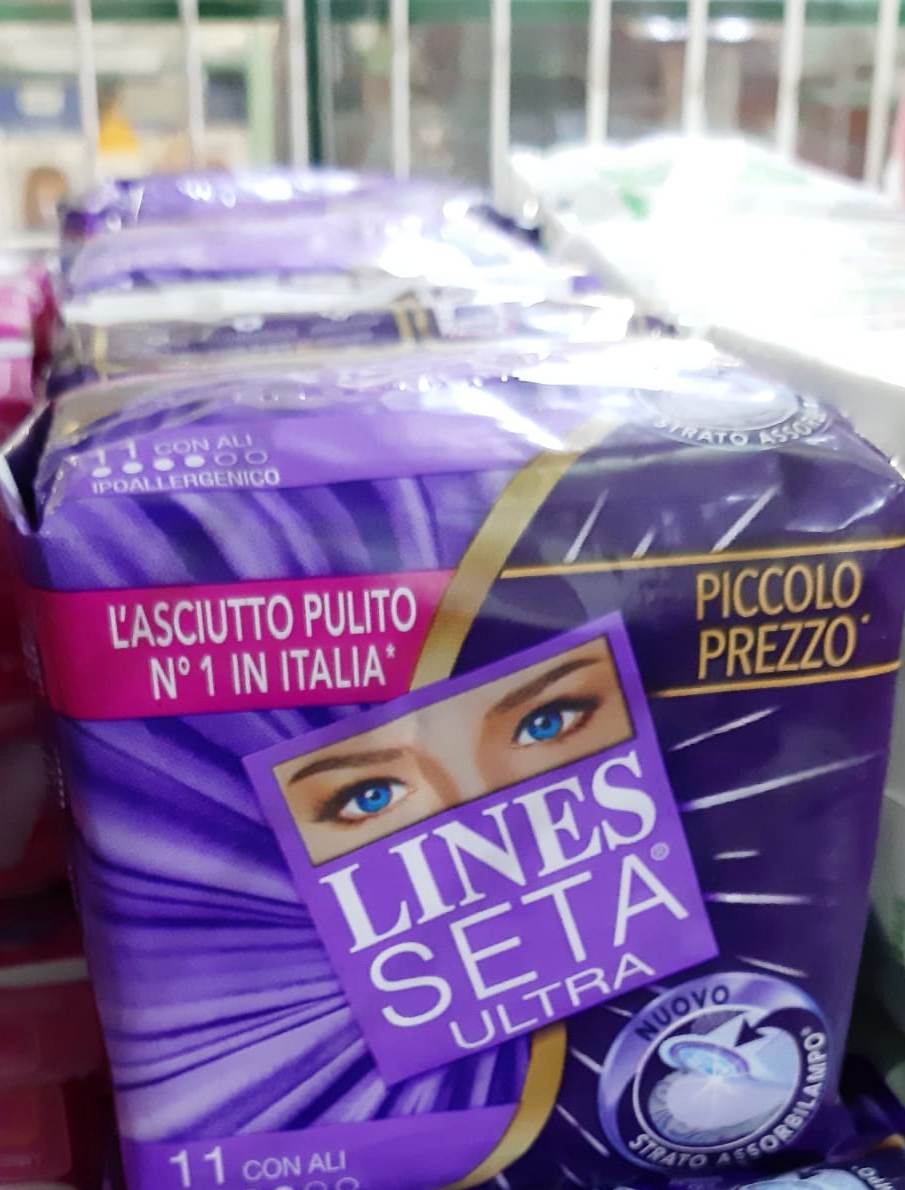 11 CON ALI
IPOALLERGENICO
STRATO ASSOR
L'ASCIUTTO PULITO
N° 1 IN ITALIA*
PICCOLO
PREZZO*
LINES
SETA®
ULTRA
NUOVO
STRATO ASSORBILAMPO*
11 CON ALI